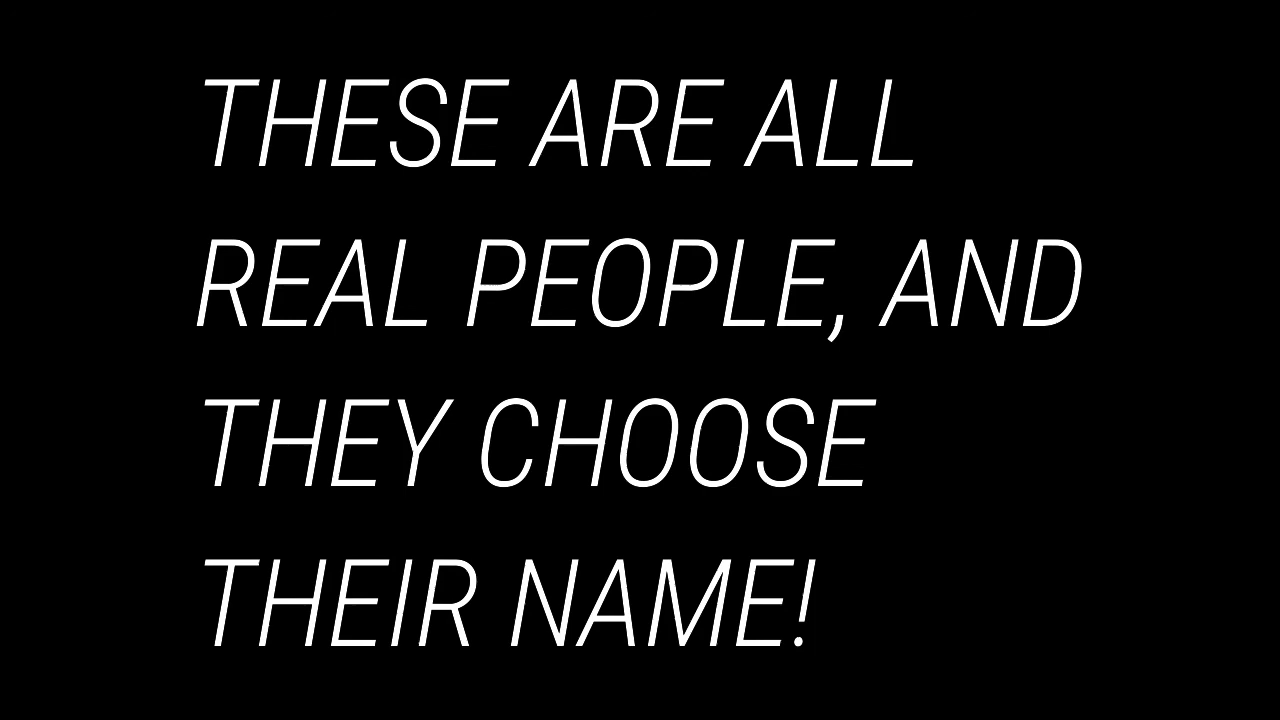 THESE ARE ALL
REAL PEOPLE, AND
THEY CHOOSE
THEIR NAME!